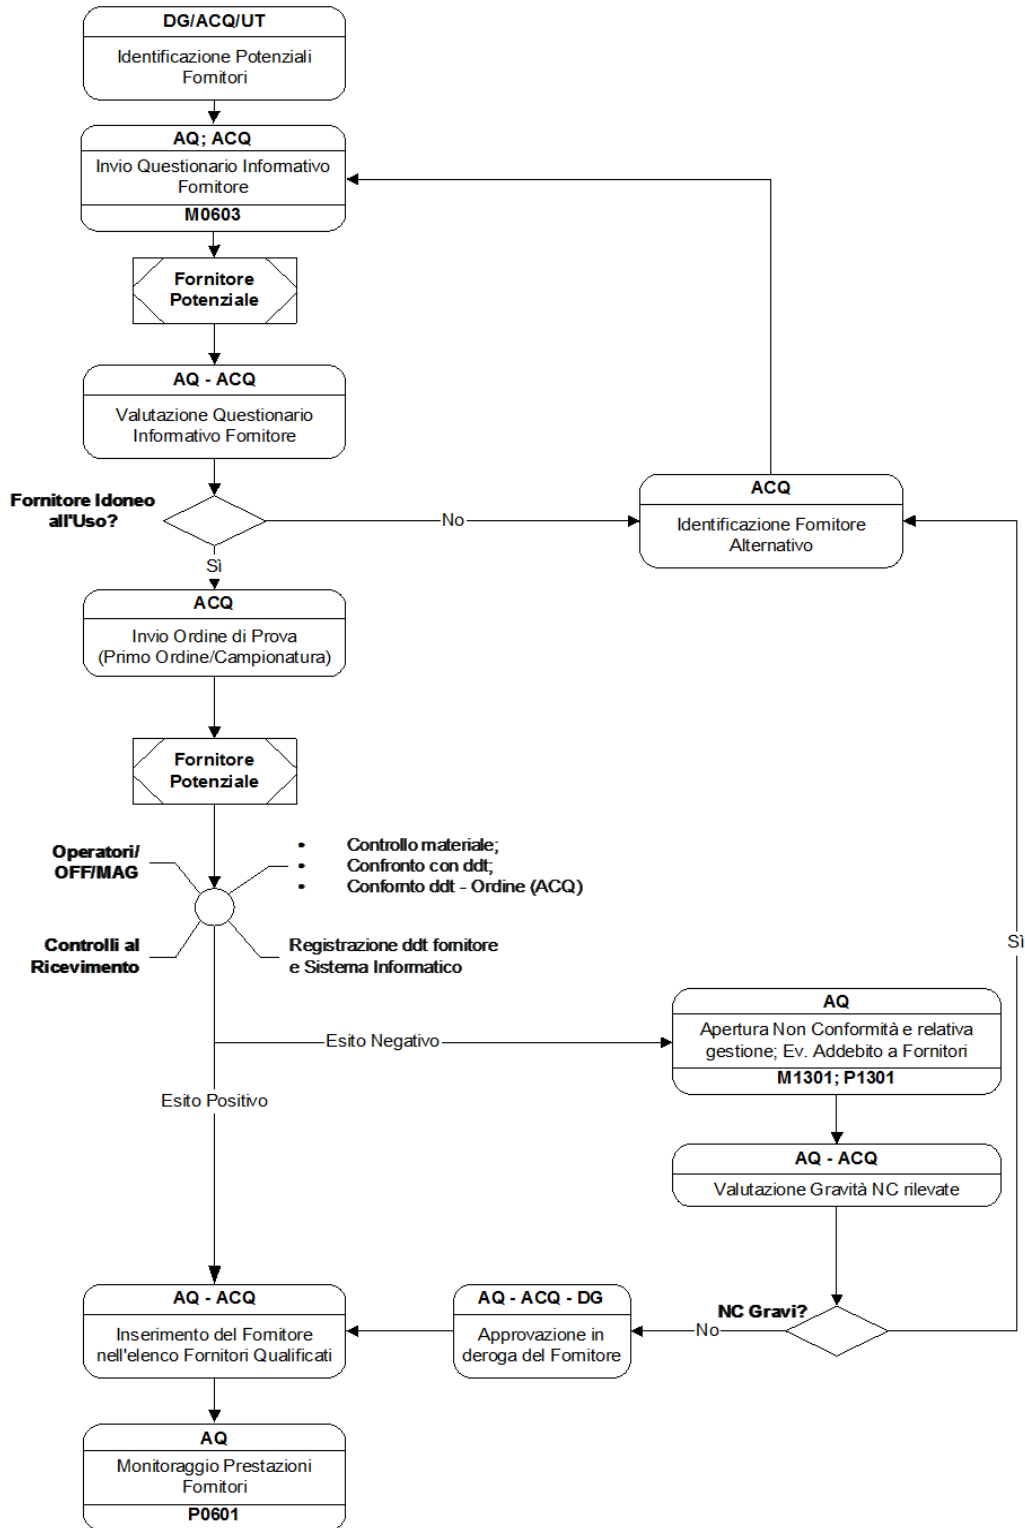 DG/ACQ/UT
Identificazione Potenziali
Fornitori
AQ; ACQ
Invio Questionario Informativo
Fornitore
M0603
Fornitore
Potenziale
AQ - ACQ
Valutazione Questionario
Informativo Fornitore
Fornitore Idoneo
all'Uso?
No
ACQ
Identificazione Fornitore
Alternativo
Sì
ACQ
Invio Ordine di Prova
(Primo Ordine/Campionatura)
Fornitore
Potenziale
Operatori/
OFF/MAG
• Controllo materiale;
• Confronto con ddt;
• Confornto ddt - Ordine (ACQ)
Controlli al
Ricevimento
Registrazione ddt fornitore
e Sistema Informatico
Sì
Esito Negativo
AQ
Apertura Non Conformità e relativa
gestione; Ev. Addebito a Fornitori
M1301; P1301
Esito Positivo
AQ - ACQ
Valutazione Gravità NC rilevate
NC Gravi?
No
AQ - ACQ - DG
Approvazione in
deroga del Fornitore
AQ - ACQ
Inserimento del Fornitore
nell'elenco Fornitori Qualificati
AQ
Monitoraggio Prestazioni
Fornitori
P0601